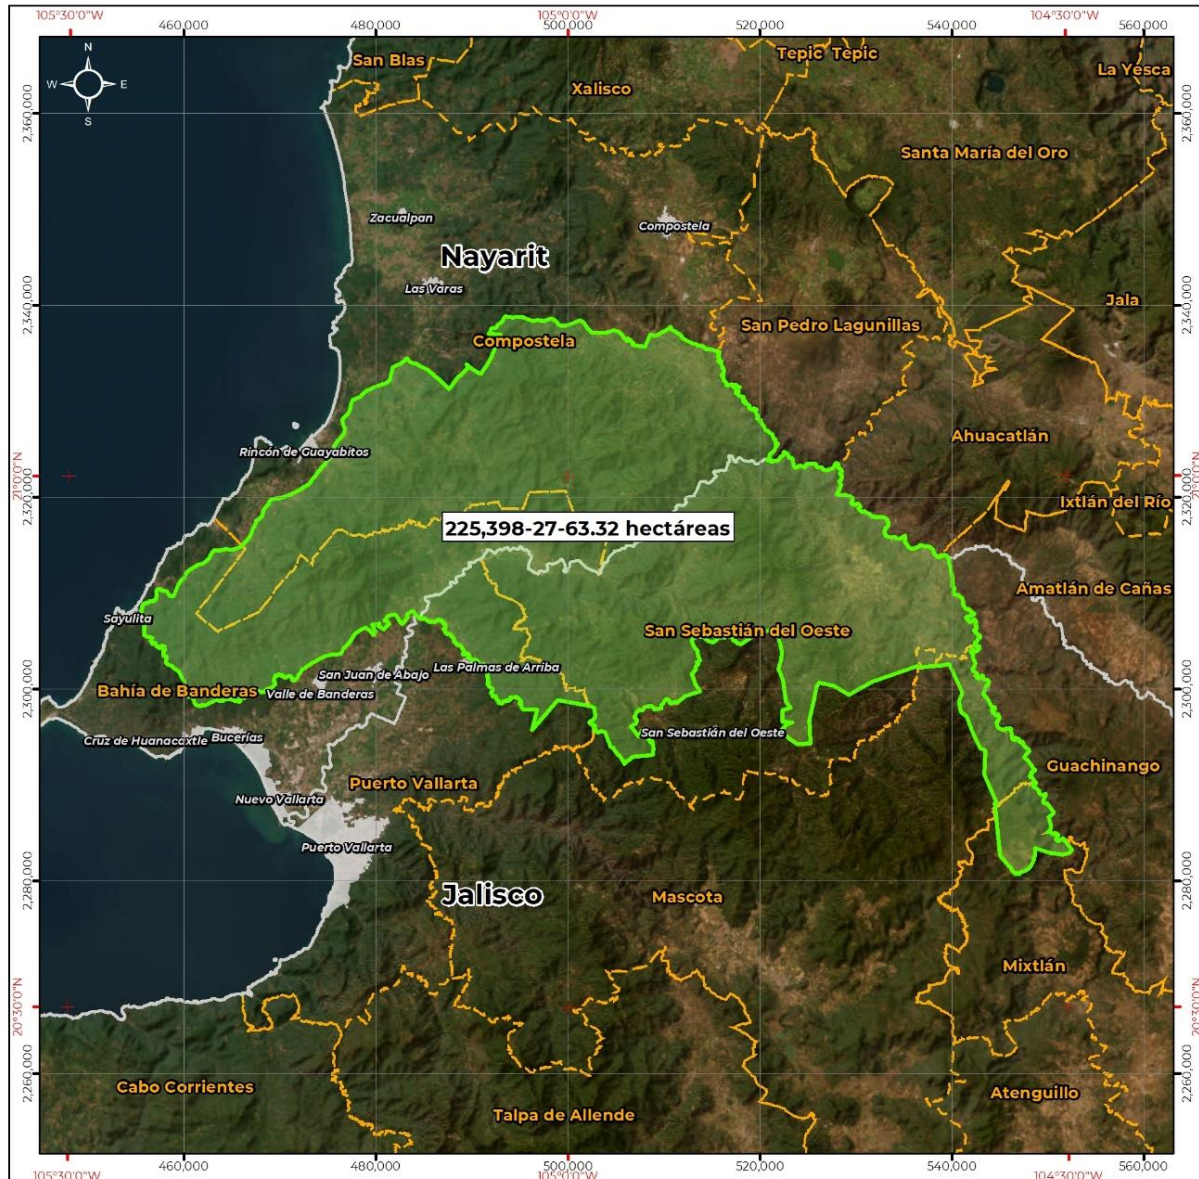 105°30'0"W
105°0'0"W
104°30'0"W
460,000
480,000
500,000
520,000
540,000
560,000
N
W
E
S
San Blas
Tepic
Tepic
La Yesca
Xalisco
2,360,000
2,360,000
Santa María del Oro
Zacualpan
Compostela
Nayarit
Las Varas
2,340,000
2,340,000
Jala
San Pedro Lagunillas
Compostela
Ahuacatlán
Rincón de Guayabitos
21°0'0"N
21°0'0"N
2,320,000
2,320,000
Ixtlán del Río
225,398-27-63.32 hectáreas
Amatlán de Cañas
Sayulita
San Sebastián del Oeste
Las Palmas de Arriba
San Juan de Abajo
Bahía de Banderas
Valle de Banderas
2,300,000
2,300,000
San Sebastián del Oeste
Cruz de Huanacaxtle
Bucerías
Guachinango
Puerto Vallarta
Nuevo Vallarta
Puerto Vallarta
2,280,000
2,280,000
Jalisco
Mascota
Mixtlán
20°30'0"N
20°30'0"N
2,260,000
2,260,000
Cabo Corrientes
Atenguillo
Talpa de Allende
460,000
480,000
500,000
520,000
540,000
560,000
105°30'0"W
105°0'0"W
104°30'0"W